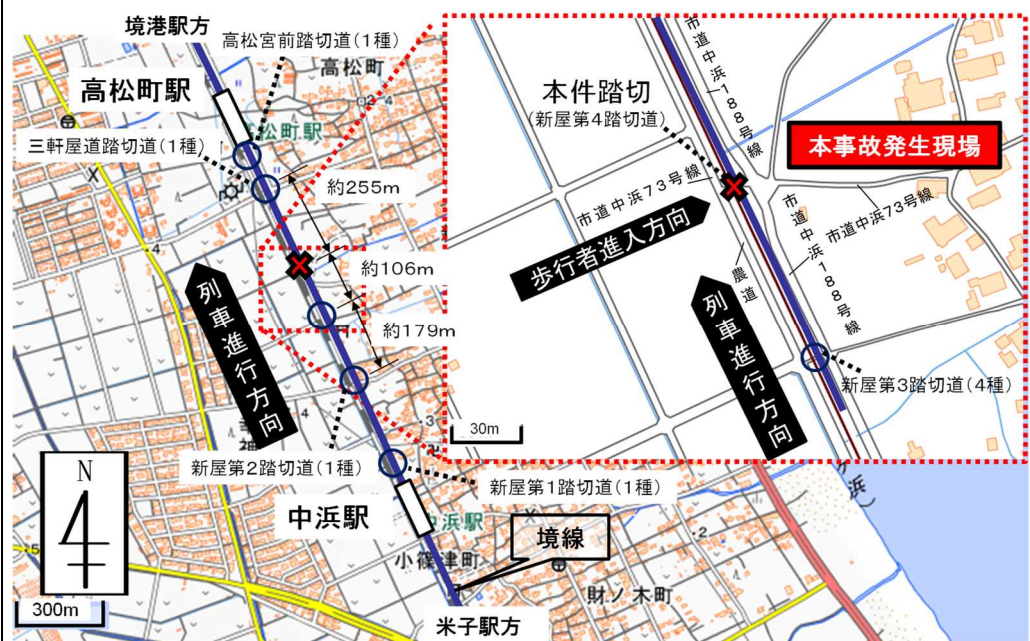 境港駅方
高松宮前踏切道(1種)
高松町
高松町駅
高松町駅
三軒屋道踏切道(1種)
約255m
約106m
約179m
列車進行方向
新屋第2踏切道(1種)
新屋第1踏切道(1種)
中浜駅
中浜駅
小篠津町
境線
財ノ木町
米子駅方
N
300m
本件踏切
(新屋第4踏切道)
市道中浜188号線
本事故発生現場
市道中浜73号線
市道中浜73号線
市道中浜188号線
歩行者進入方向
農道
列車進行方向
新屋第3踏切道(4種)
30m
浜